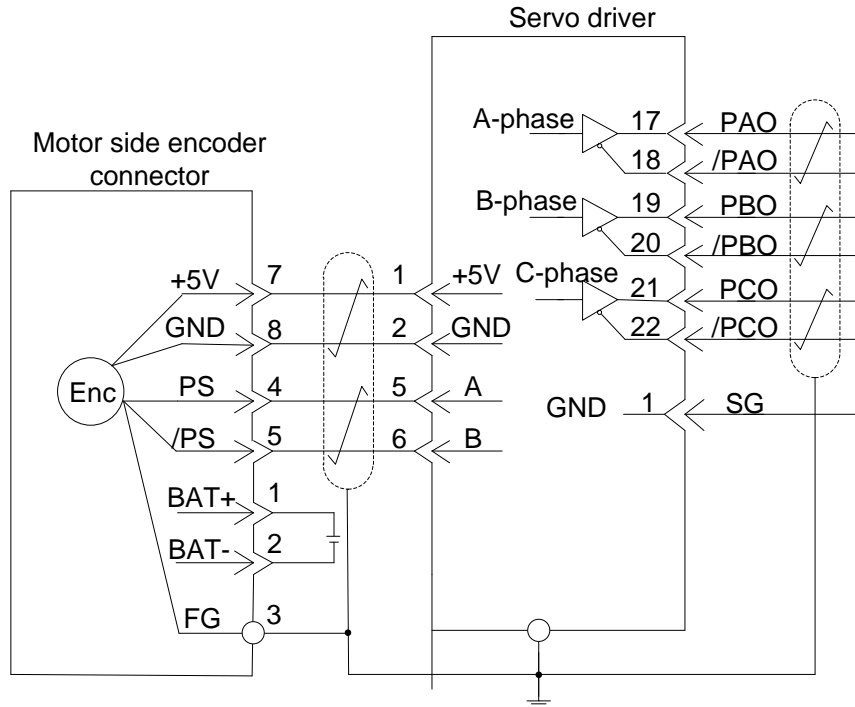 Servo driver
Motor side encoder
connector
A-phase 17 PAO
18 /PAO
B-phase 19 PBO
20 /PBO
C-phase 21 PCO
22 /PCO
GND 1 SG
+5V 7 1 +5V
GND 8 2 GND
Enc
PS 4 5 A
/PS 5 6 B
BAT+ 1
BAT- 2
FG 3